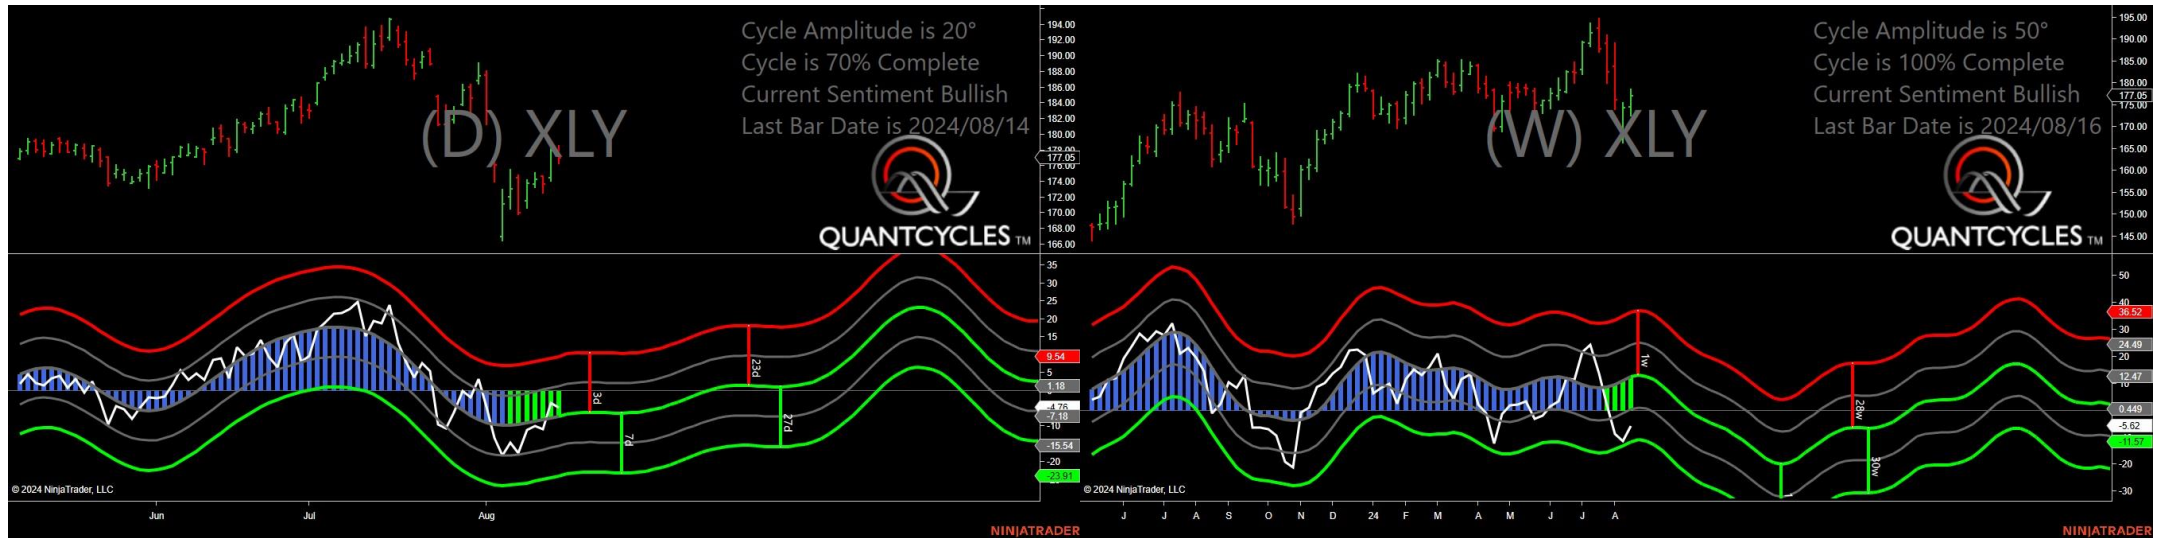 Cycle Amplitude is 20°
Cycle is 70% Complete
Current Sentiment Bullish
Last Bar Date is 2024/08/14
(D) XLY
QUANTCYCLES TM
194.00
192.00
190.00
188.00
186.00
184.00
182.00
180.00
178.00
177.05
176.00
174.00
172.00
170.00
168.00
166.00
35
30
25
20
15
9.54
5
1.18
-4.76
-7.18
-10
-15.54
-20
-23.91
3d
7d
23d
27d
© 2024 NinjaTrader, LLC
Jun
Jul
Aug
NINJATRADER
Cycle Amplitude is 50°
Cycle is 100% Complete
Current Sentiment Bullish
Last Bar Date is 2024/08/16
(W) XLY
QUANTCYCLES TM
195.00
190.00
185.00
180.00
177.05
175.00
170.00
165.00
160.00
155.00
150.00
145.00
50
40
36.52
30
24.49
20
12.47
10
0.449
-5.62
-11.57
-20
-30
1w
28w
30w
© 2024 NinjaTrader, LLC
J
J
A
S
O
N
D
24
F
M
A
M
J
J
A
NINJATRADER